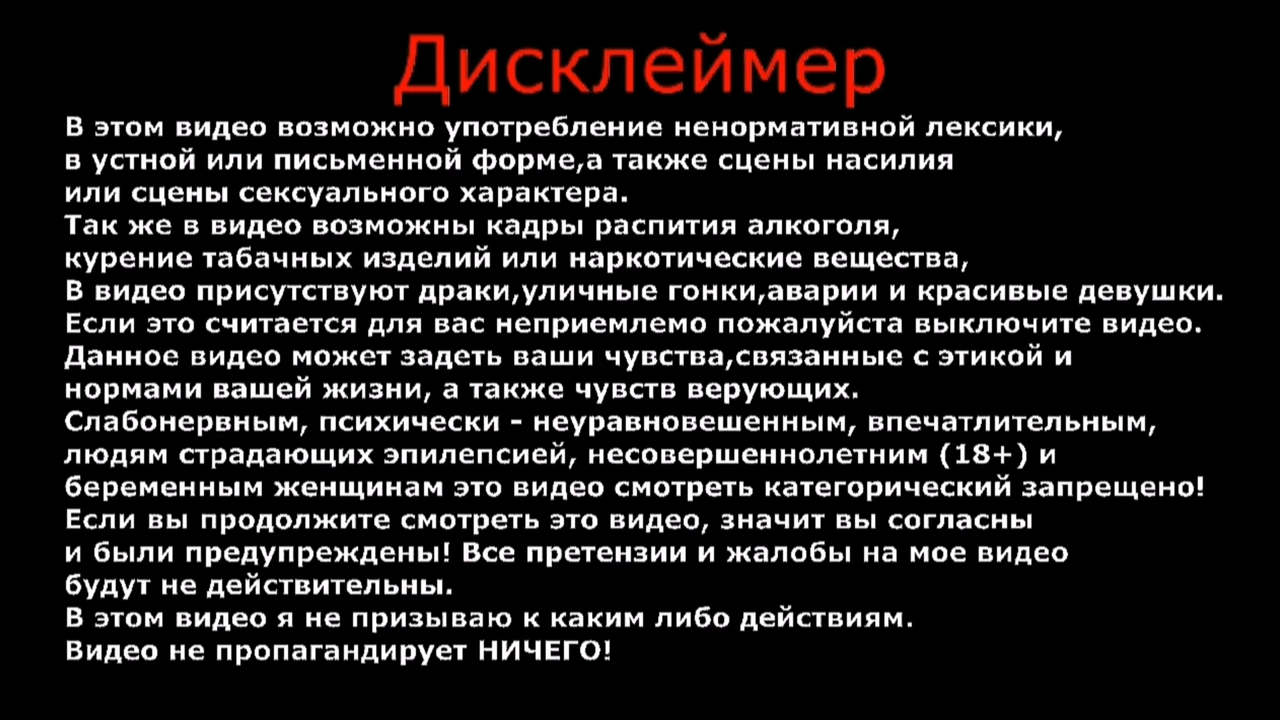 Дисклеймер
В этом видео возможно употребление ненормативной лексики,
в устной или письменной форме,а также сцены насилия
или сцены сексуального характера.
Так же в видео возможны кадры распития алкоголя,
курение табачных изделий или наркотические вещества,
В видео присутствуют драки,уличные гонки,аварии и красивые девушки.
Если это считается для вас неприемлемо пожалуйста выключите видео.
Данное видео может задеть ваши чувства,связанные с этикой и
нормами вашей жизни, а также чувств верующих.
Слабонервным, психически - неуравновешенным, впечатлительным,
людям страдающих эпилепсией, несовершеннолетним (18+) и
беременным женщинам это видео смотреть категорический запрещено!
Если вы продолжите смотреть это видео, значит вы согласны
и были предупреждены! Все претензии и жалобы на мое видео
будут не действительны.
В этом видео я не призываю к каким либо действиям.
Видео не пропагандирует НИЧЕГО!